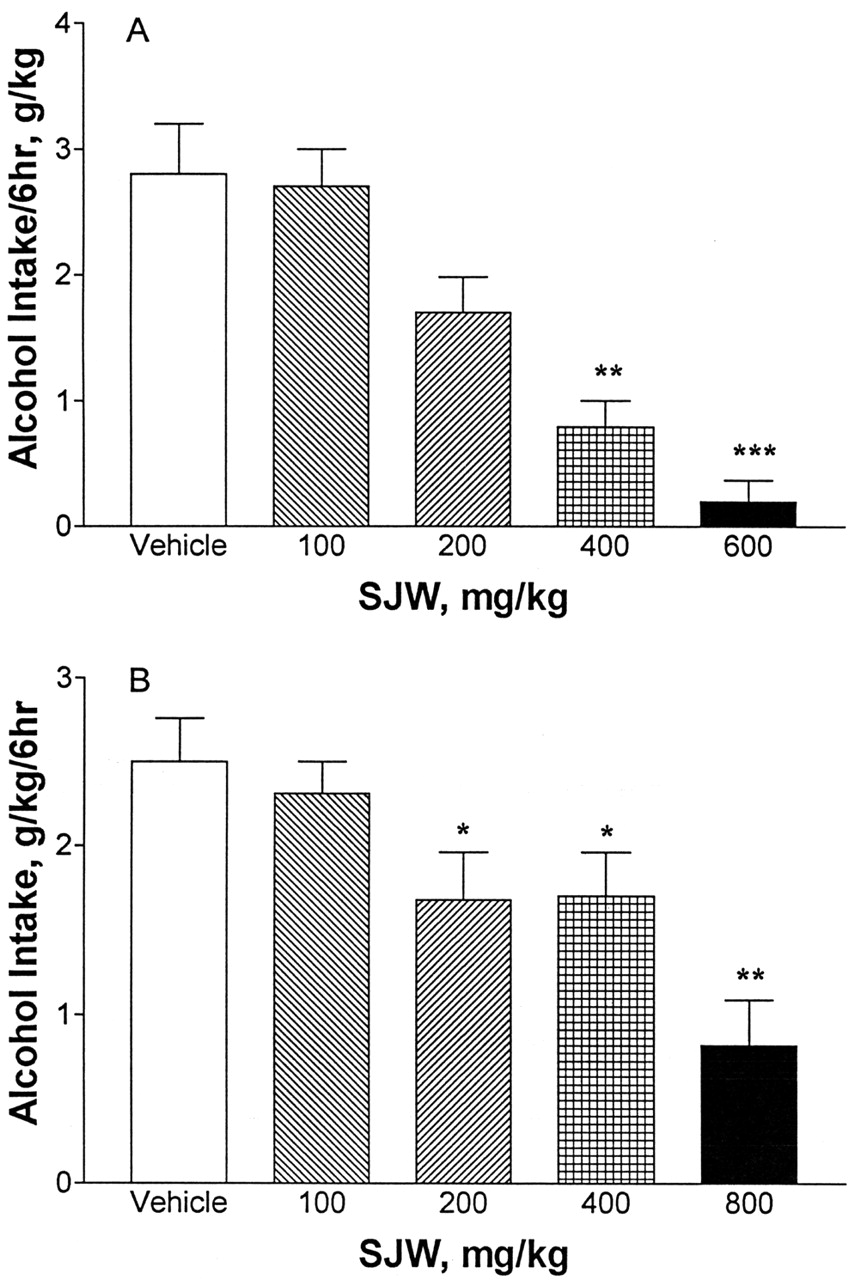 A
Alcohol Intake/6hr, g/kg
4
3
2
1
0
** 
***
Vehicle 100 200 400 600
SJW, mg/kg
B
Alcohol Intake, g/kg/6hr
3
2
1
0
* *
**
Vehicle 100 200 400 800
SJW, mg/kg